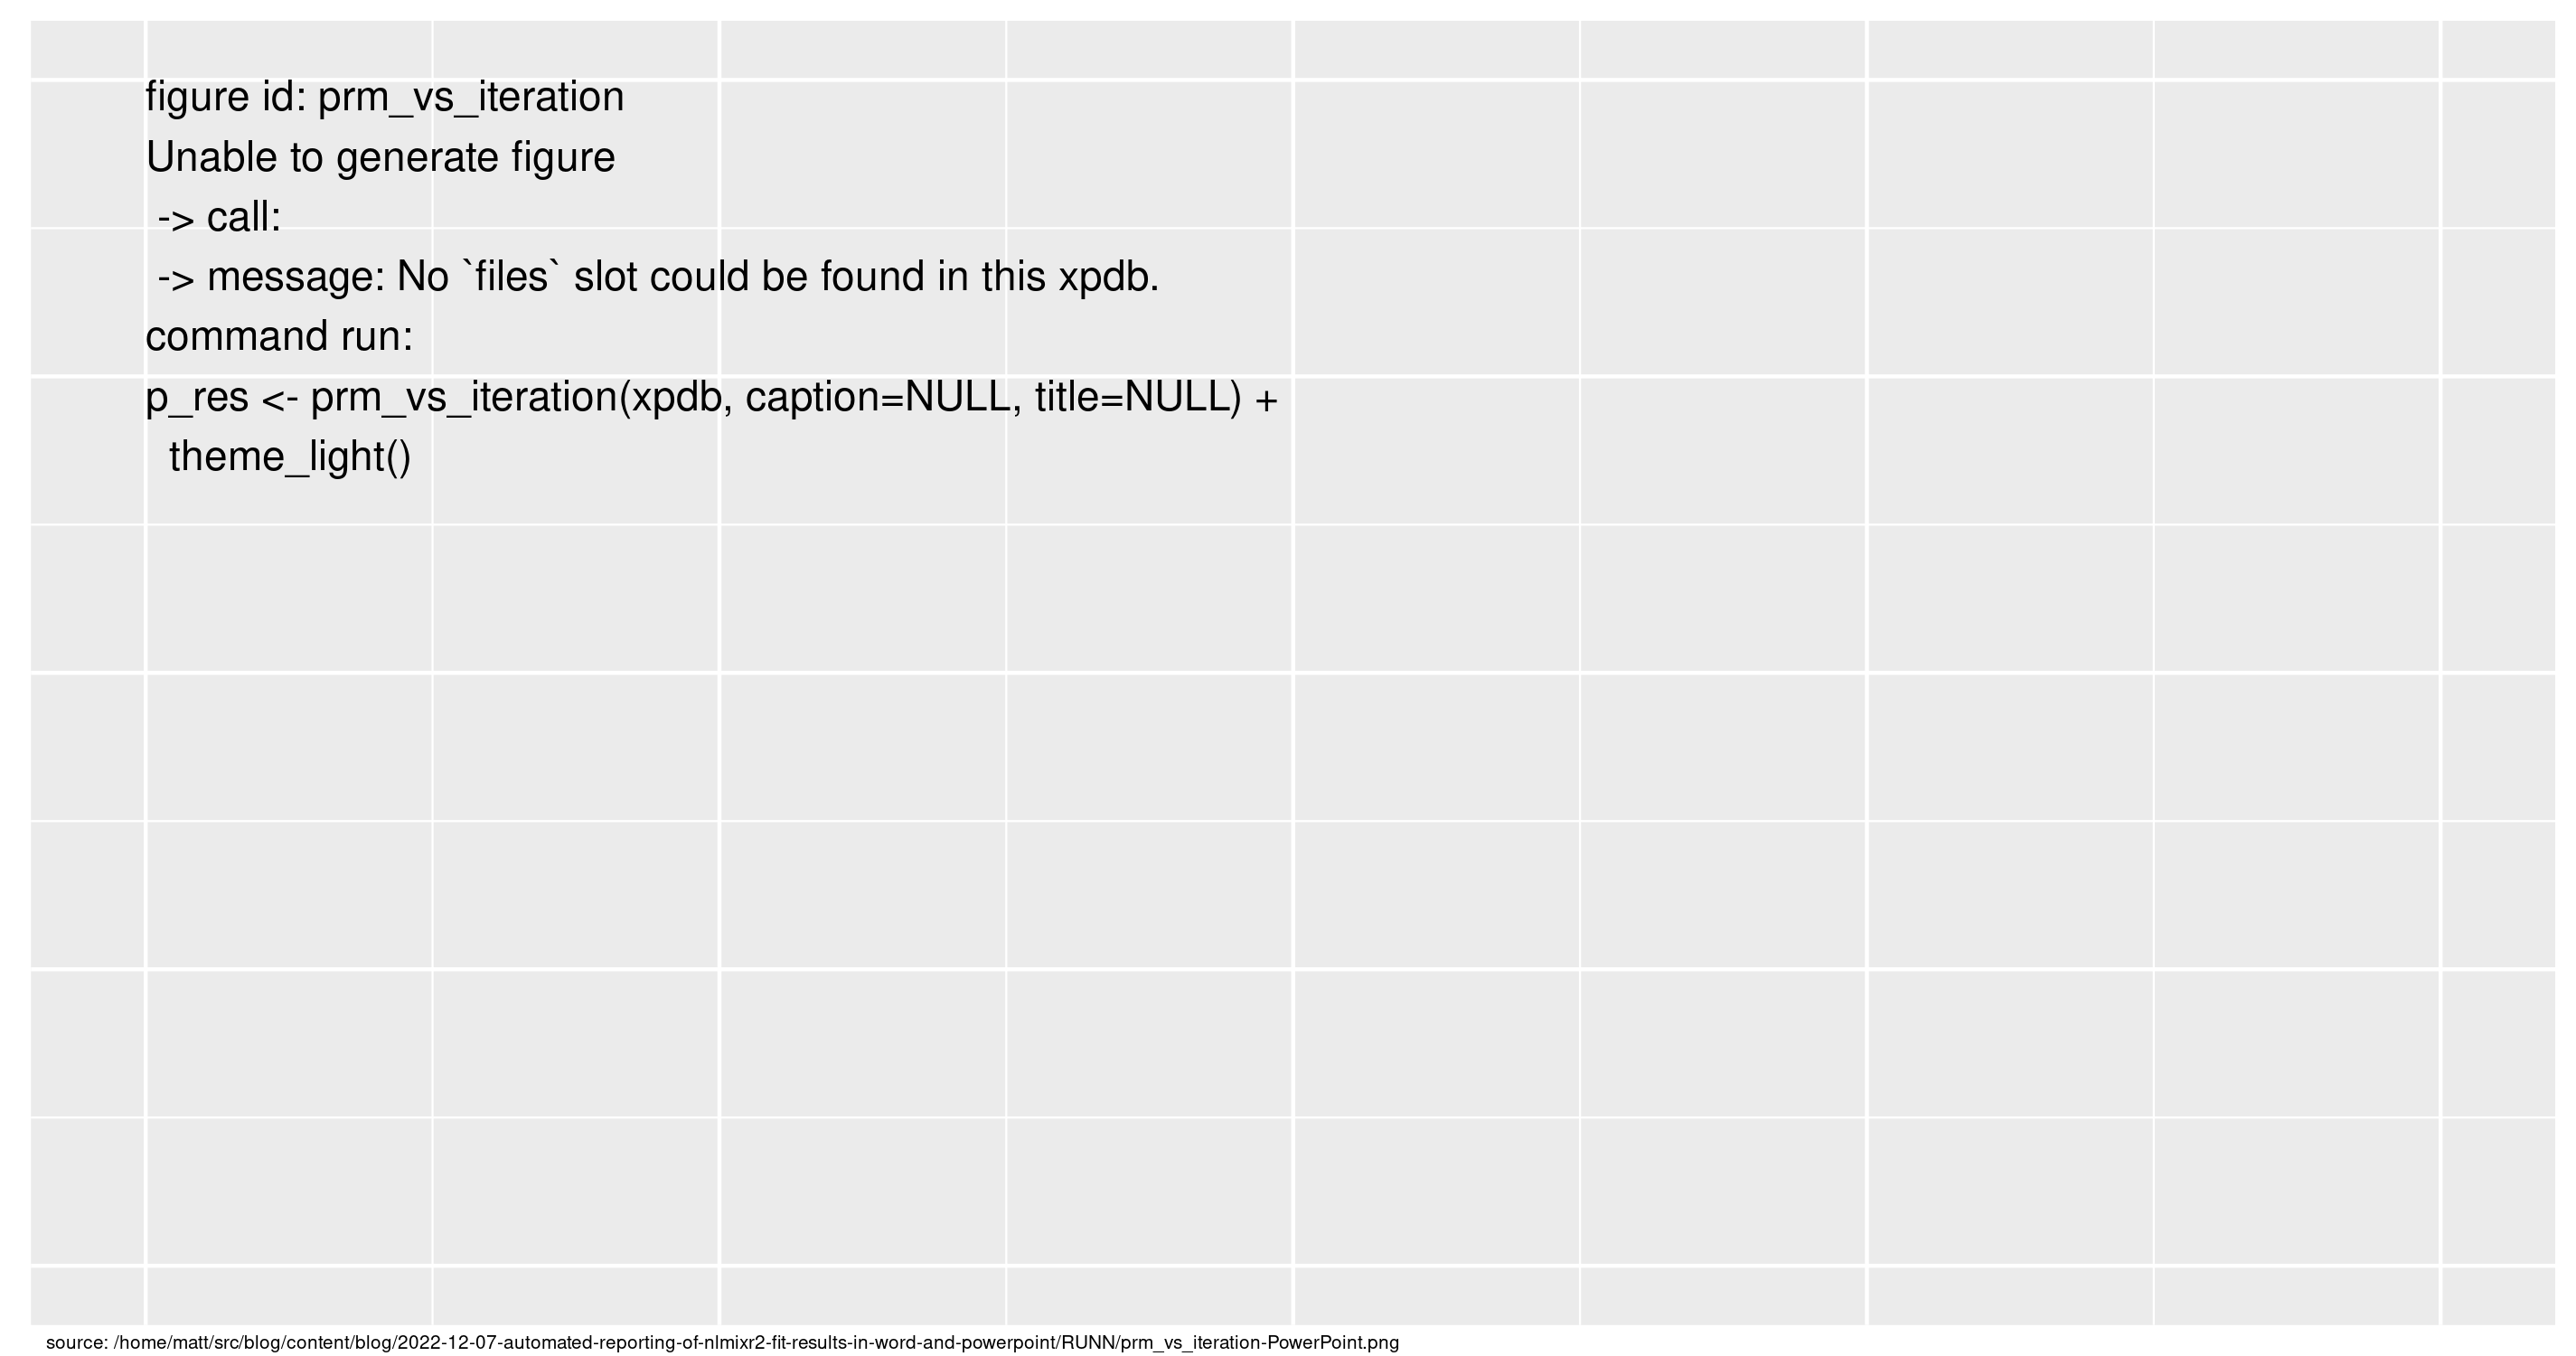 figure id: prm_vs_iteration
Unable to generate figure
 -> call:
 -> message: No `files` slot could be found in this xpdb.
command run:
p_res <- prm_vs_iteration(xpdb, caption=NULL, title=NULL) +
  theme_light()
source: /home/matt/src/blog/content/blog/2022-12-07-automated-reporting-of-nlmixr2-fit-results-in-word-and-powerpoint/RUNN/prm_vs_iteration-PowerPoint.png